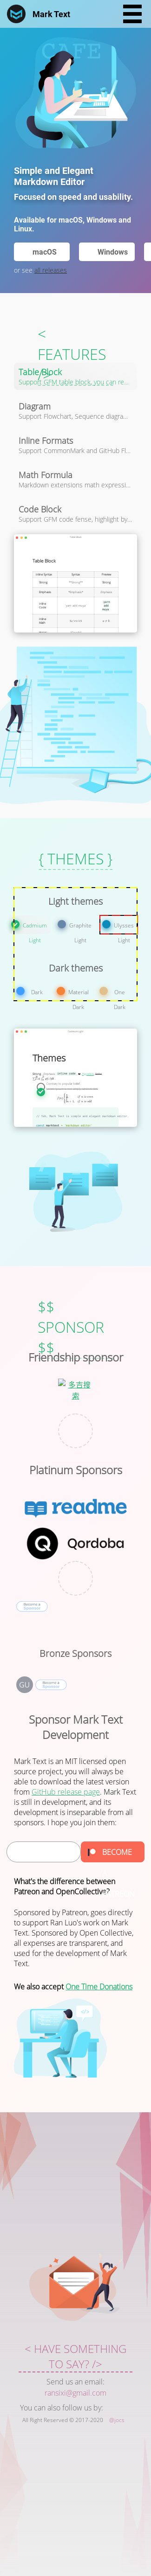 Mark Text
CAFE
Simple and Elegant
Markdown Editor
Focused on speed and usability.
Available for macOS, Windows and
Linux.
macOS
Windows
or see all releases
<
FEATURES
/>
Table Block
Support GFM table block, you can re...
Diagram
Support Flowchart, Sequence diagra...
Inline Formats
Support CommonMark and GitHub Fl...
Math Formula
Markdown extensions math expressi...
Code Block
Support GFM code fense, highlight by...
Table Block
{ THEMES }
Light themes
Cadmium Light
Graphite Light
Ulysses Light
Dark themes
Dark
Material Dark
One Dark
Themes
$$
SPONSOR
$$
Friendship sponsor
多吉搜
索
Platinum Sponsors
readme
Qordoba
Become a
Sponsor
Bronze Sponsors
GU
Become a
Sponsor
Sponsor Mark Text
Development
Mark Text is an MIT licensed open
source project, you will always be
able to download the latest version
from GitHub release page. Mark Text
is still in development, and its
development is inseparable from all
sponsors. I hope you join them:
BECOME
What's the difference between
Patreon and OpenCollective?
Sponsored by Patreon, goes directly
to support Ran Luo's work on Mark
Text. Sponsored by Open Collective,
all the expenses are transparent, and
used for the development of Mark
Text.
We also accept One Time Donations
< HAVE SOMETHING
TO SAY? />
Send us an email:
ransixi@gmail.com
You can also follow us by:
All Right Reserved © 2017-2020 @Jocs